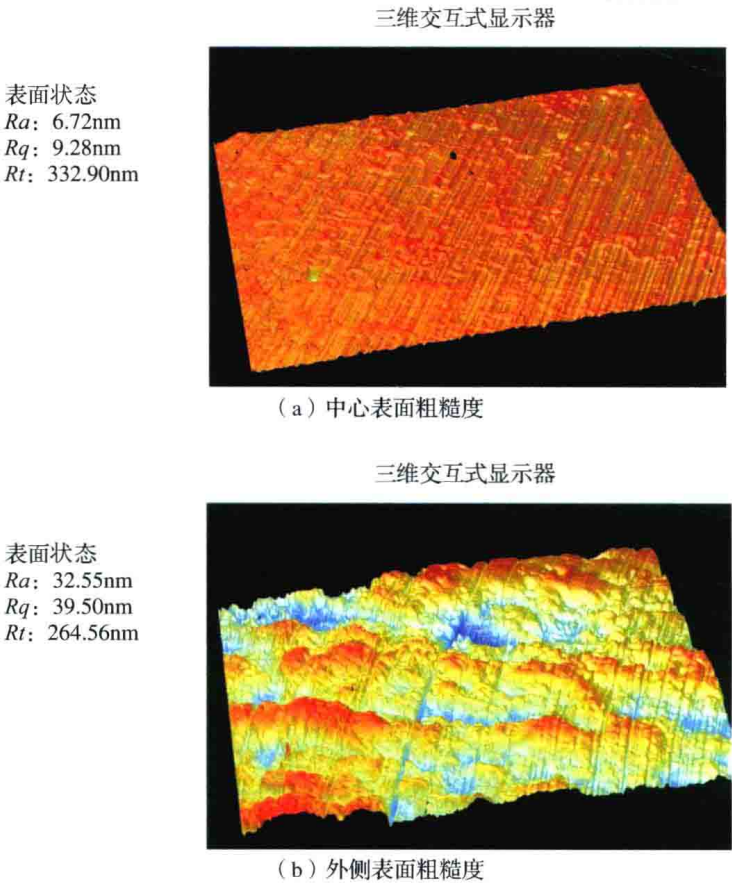 三维交互式显示器
表面状态
Ra：6.72nm
Rq：9.28nm
Rt：332.90nm
（a）中心表面粗糙度
三维交互式显示器
表面状态
Ra：32.55nm
Rq：39.50nm
Rt：264.56nm
（b）外侧表面粗糙度